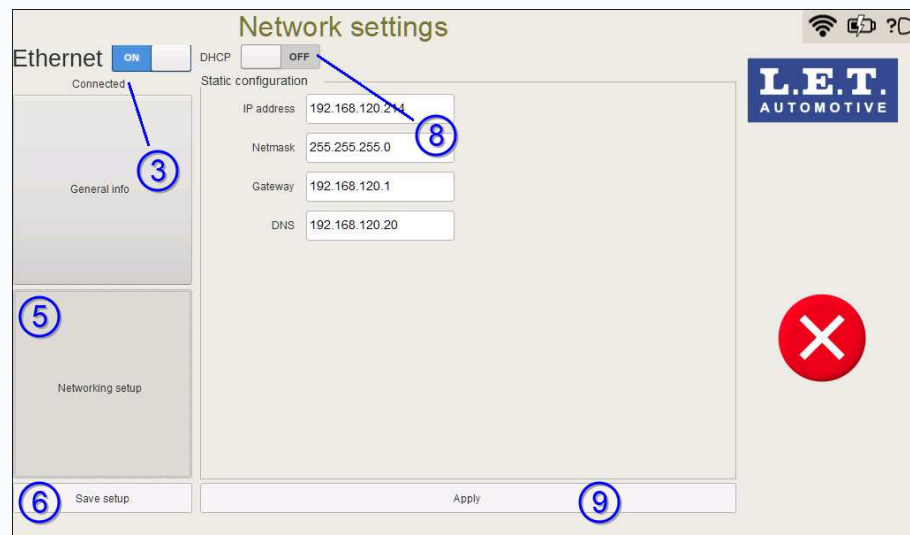 Network settings
?
Ethernet ON DHCP OFF
Connected
Static configuration
L.E.T.
AUTOMOTIVE
IP address 192.168.120.214
8
Netmask 255.255.255.0
3
General info
Gateway 192.168.120.1
DNS 192.168.120.20
5
Networking setup
6 Save setup
Apply 9